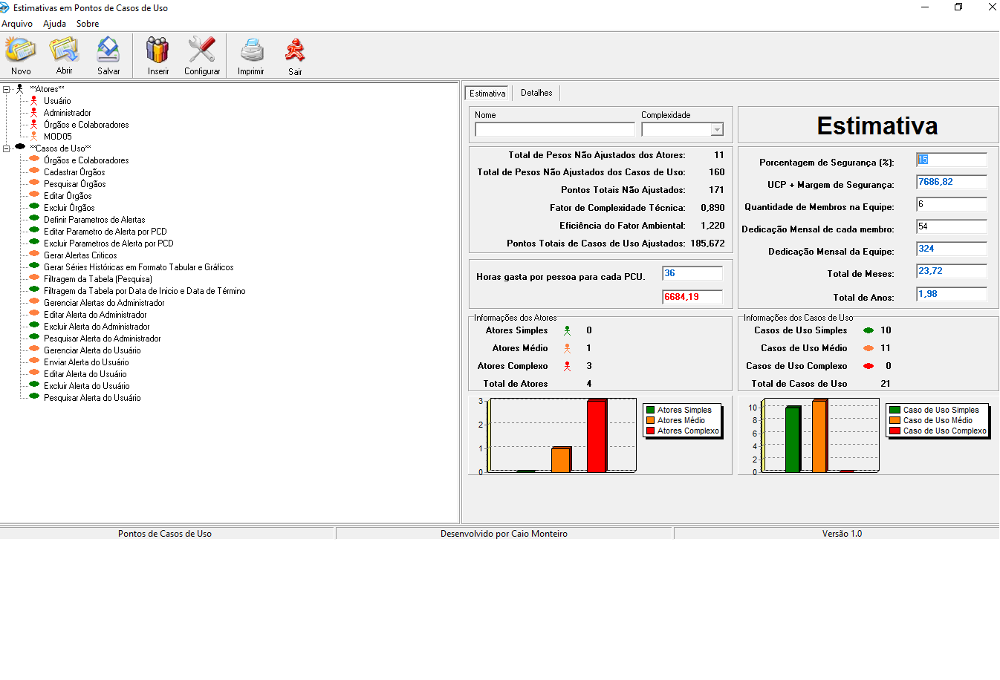 Estimativas em Pontos de Casos de Uso
Arquivo Ajuda Sobre
Novo Abrir Salvar Inserir Configurar Imprimir Sair
**Atores**
Usuário
Administrador
Órgãos e Colaboradores
MOD05
**Casos de Uso**
Órgãos e Colaboradores
Cadastrar Órgãos
Pesquisar Órgãos
Editar Órgãos
Excluir Órgãos
Definir Parametros de Alertas
Editar Parametro de Alerta por PCD
Excluir Parametros de Alerta por PCD
Gerar Alertas Criticos
Gerar Séries Históricas em Formato Tabular e Gráficos
Filtragem da Tabela (Pesquisa)
Filtragem da Tabela por Data de Inicio e Data de Término
Gerenciar Alertas do Administrador
Editar Alerta do Administrador
Excluir Alerta do Administrador
Pesquisar Alerta do Administrador
Gerenciar Alerta do Usuário
Enviar Alerta do Usuário
Editar Alerta do Usuário
Excluir Alerta do Usuário
Pesquisar Alerta do Usuário
Estimativa Detalhes
Nome Complexidade
Estimativa
Total de Pesos Não Ajustados dos Atores: 11
Total de Pesos Não Ajustados dos Casos de Uso: 160
Pontos Totais Não Ajustados: 171
Fator de Complexidade Técnica: 0,890
Eficiência do Fator Ambiental: 1,220
Pontos Totais de Casos de Uso Ajustados: 185,672
Horas gasta por pessoa para cada PCU. 36
6684,19
Porcentagem de Segurança (%): 15
UCP + Margem de Segurança: 7686,82
Quantidade de Membros na Equipe: 6
Dedicação Mensal de cada membro: 54
Dedicação Mensal da Equipe: 324
Total de Meses: 23,72
Total de Anos: 1,98
Informações dos Atores
Atores Simples 0
Atores Médio 1
Atores Complexo 3
Total de Atores 4
Informações dos Casos de Uso
Casos de Uso Simples 10
Casos de Uso Médio 11
Casos de Uso Complexo 0
Total de Casos de Uso 21
3
2
1
0
Atores Simples
Atores Médio
Atores Complexo
10
8
6
4
2
0
Caso de Uso Simples
Caso de Uso Médio
Caso de Uso Complexo
Pontos de Casos de Uso Desenvolvido por Caio Monteiro Versão 1.0